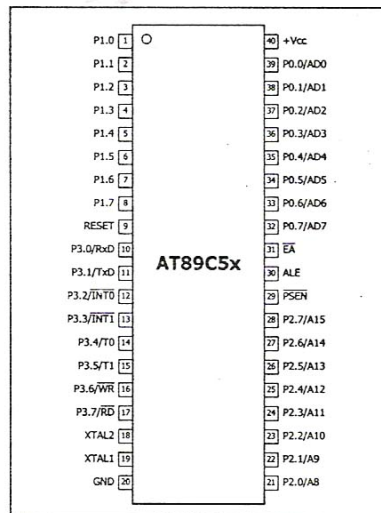 P1.0 1 40 +Vcc
P1.1 2 39 P0.0/AD0
P1.2 3 38 P0.1/AD1
P1.3 4 37 P0.2/AD2
P1.4 5 36 P0.3/AD3
P1.5 6 35 P0.4/AD4
P1.6 7 34 P0.5/AD5
P1.7 8 33 P0.6/AD6
RESET 9 32 P0.7/AD7
P3.0/RxD 10 31 E̅A̅
P3.1/TxD 11 AT89C5x 30 ALE
P3.2/I̅N̅T̅0̅ 12 29 P̅S̅E̅N̅
P3.3/I̅N̅T̅1̅ 13 28 P2.7/A15
P3.4/T0 14 27 P2.6/A14
P3.5/T1 15 26 P2.5/A13
P3.6/W̅R̅ 16 25 P2.4/A12
P3.7/R̅D̅ 17 24 P2.3/A11
XTAL2 18 23 P2.2/A10
XTAL1 19 22 P2.1/A9
GND 20 21 P2.0/A8